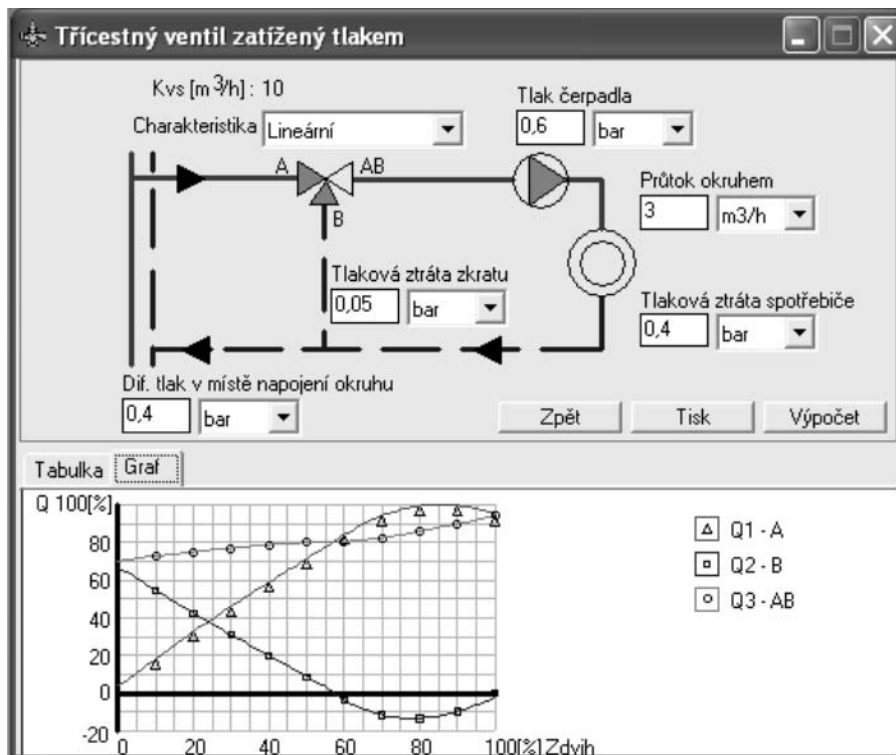 Třícestný ventil zatížený tlakem
Kvs [m3/h] : 10
Charakteristika Lineární
Tlak čerpadla
0,6 bar
A AB
B
Průtok okruhem
3 m3/h
Tlaková ztráta zkratu
0,05 bar
Tlaková ztráta spotřebiče
0,4 bar
Dif. tlak v místě napojení okruhu
0,4 bar
Zpět Tisk Výpočet
Tabulka Graf
Q 100[%]
80
60
40
20
0
-20
0 20 40 60 80 100[%] Zdvih
Q1 - A
Q2 - B
Q3 - AB